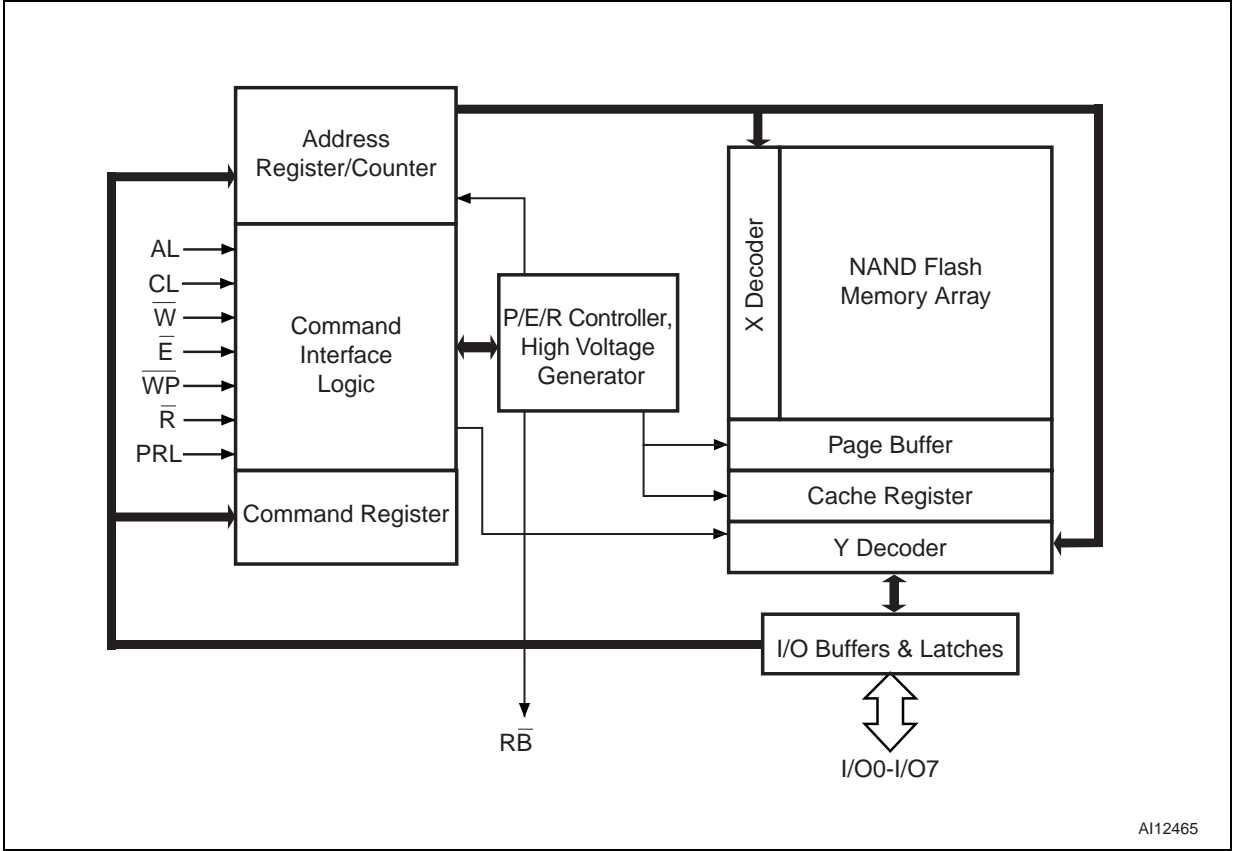 Address
Register/Counter
AL
CL
W̅
E̅
W̅P̅
R̅
PRL
Command
Interface
Logic
Command Register
P/E/R Controller,
High Voltage
Generator
RB̅
X Decoder
NAND Flash
Memory Array
Page Buffer
Cache Register
Y Decoder
I/O Buffers & Latches
I/O0-I/O7
AI12465